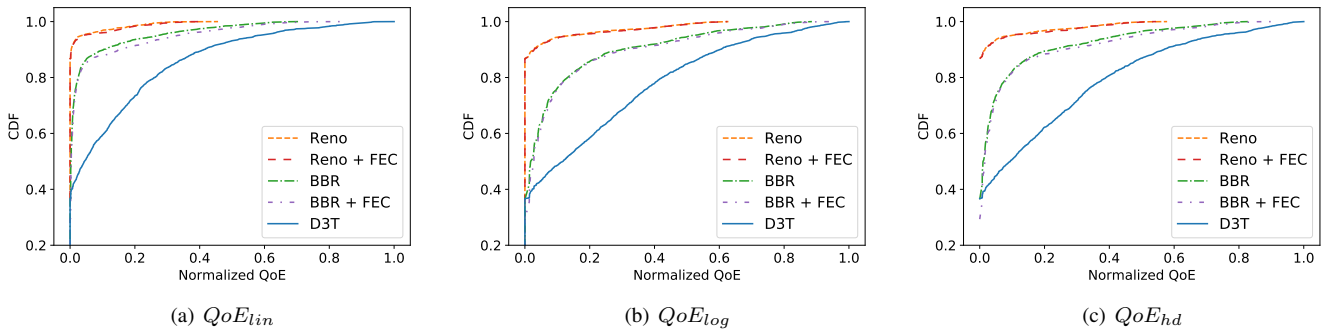 1.0
0.8
0.6
0.4
0.2
CDF
0.0 0.2 0.4 0.6 0.8 1.0
Normalized QoE
Reno
Reno + FEC
BBR
BBR + FEC
D3T
(a) QoE_lin
1.0
0.8
0.6
0.4
0.2
CDF
0.0 0.2 0.4 0.6 0.8 1.0
Normalized QoE
Reno
Reno + FEC
BBR
BBR + FEC
D3T
(b) QoE_log
1.0
0.8
0.6
0.4
0.2
CDF
0.0 0.2 0.4 0.6 0.8 1.0
Normalized QoE
Reno
Reno + FEC
BBR
BBR + FEC
D3T
(c) QoE_hd